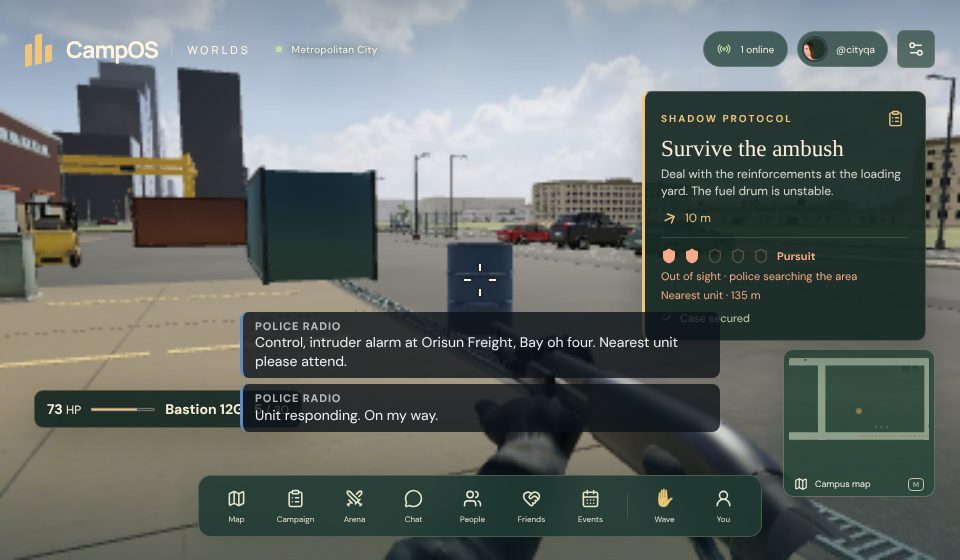 CampOS
WORLDS
Metropolitan City
1 online
@cityqa
SHADOW PROTOCOL
Survive the ambush
Deal with the reinforcements at the loading
yard. The fuel drum is unstable.
10 m
Pursuit
Out of sight · police searching the area
Nearest unit · 135 m
Case secured
POLICE RADIO
Control, intruder alarm at Orisun Freight, Bay oh four. Nearest unit
please attend.
POLICE RADIO
Unit responding. On my way.
73 HP
Bastion 12G
N
Campus map
M
Map
Campaign
Arena
Chat
People
Friends
Events
Wave
You